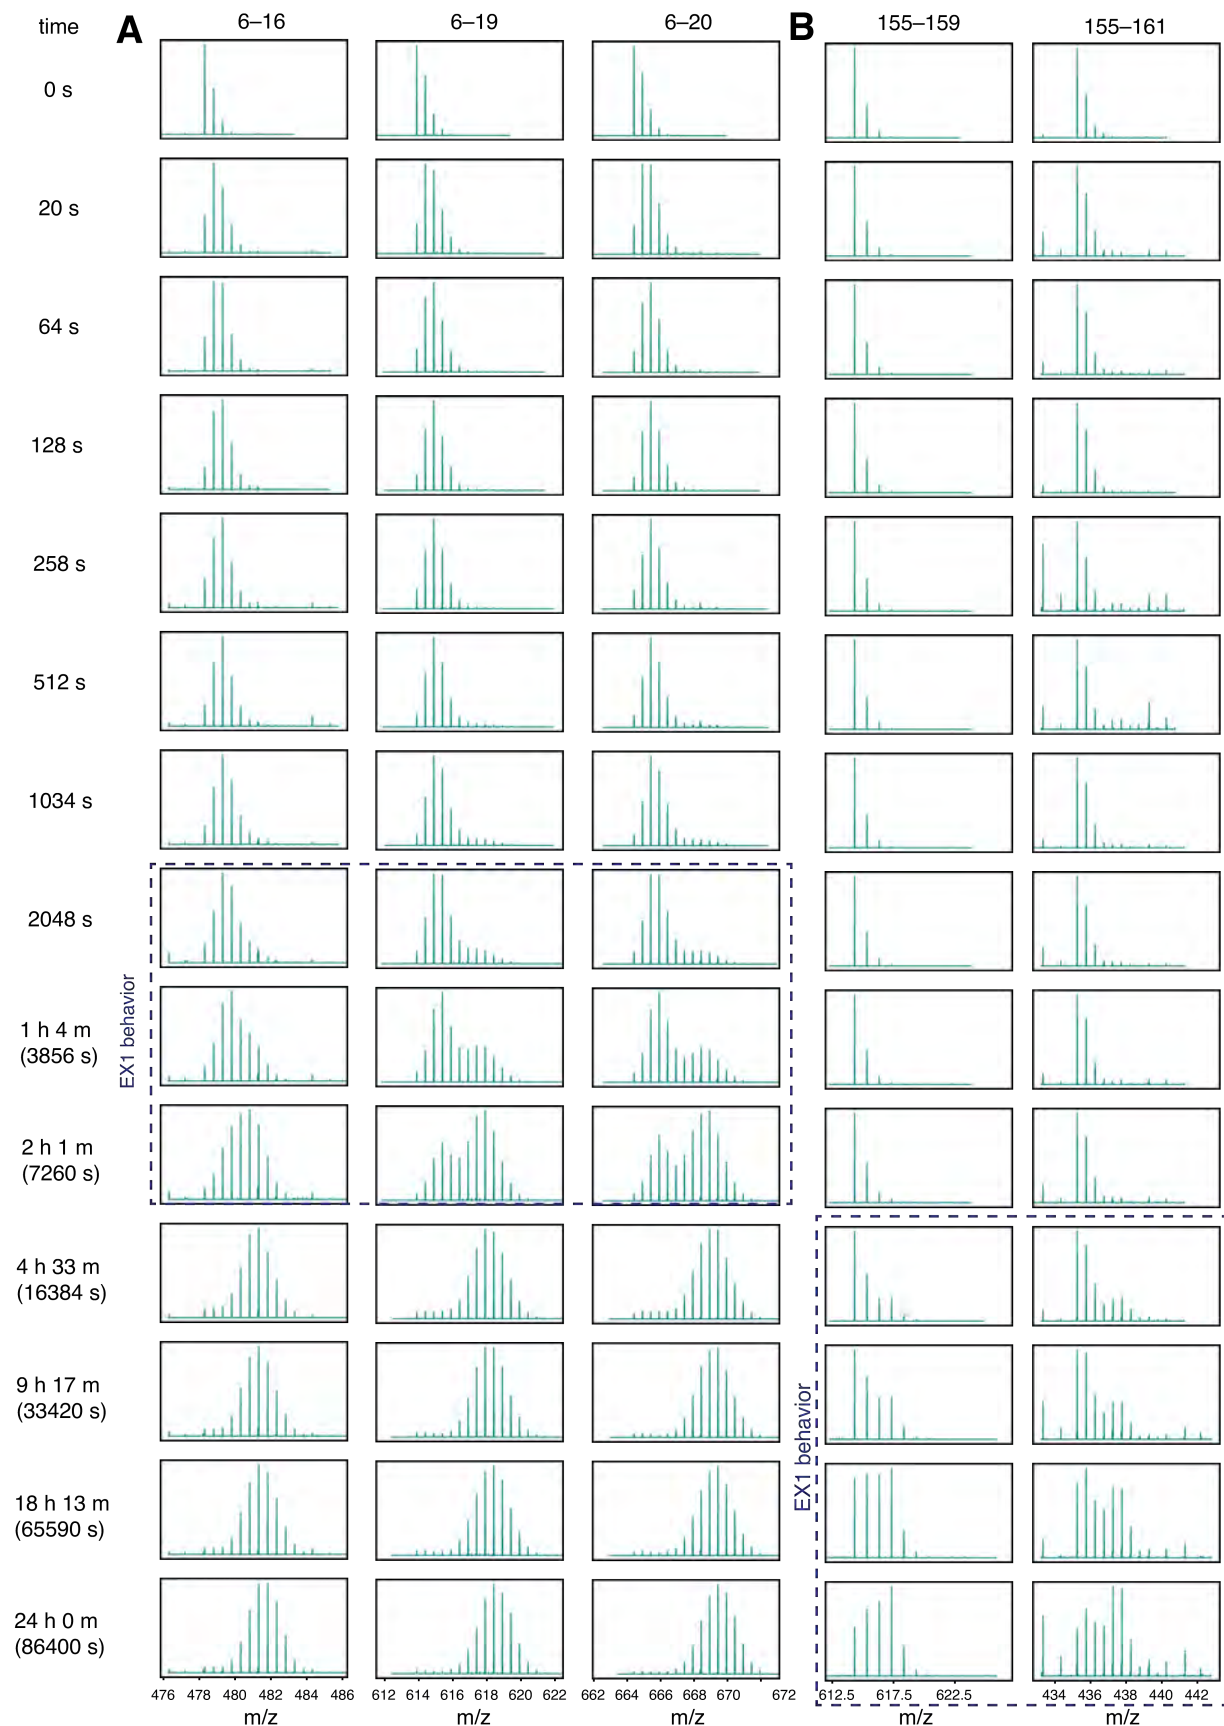 time A 6–16 6–19 6–20 B 155–159 155–161
0 s
20 s
64 s
128 s
258 s
512 s
1034 s
2048 s
EX1 behavior
1 h 4 m
(3856 s)
2 h 1 m
(7260 s)
4 h 33 m
(16384 s)
9 h 17 m
(33420 s)
EX1 behavior
18 h 13 m
(65590 s)
24 h 0 m
(86400 s)
476 478 480 482 484 486 612 614 616 618 620 622 662 664 666 668 670 672 612.5 617.5 622.5 434 436 438 440 442
m/z m/z m/z m/z m/z